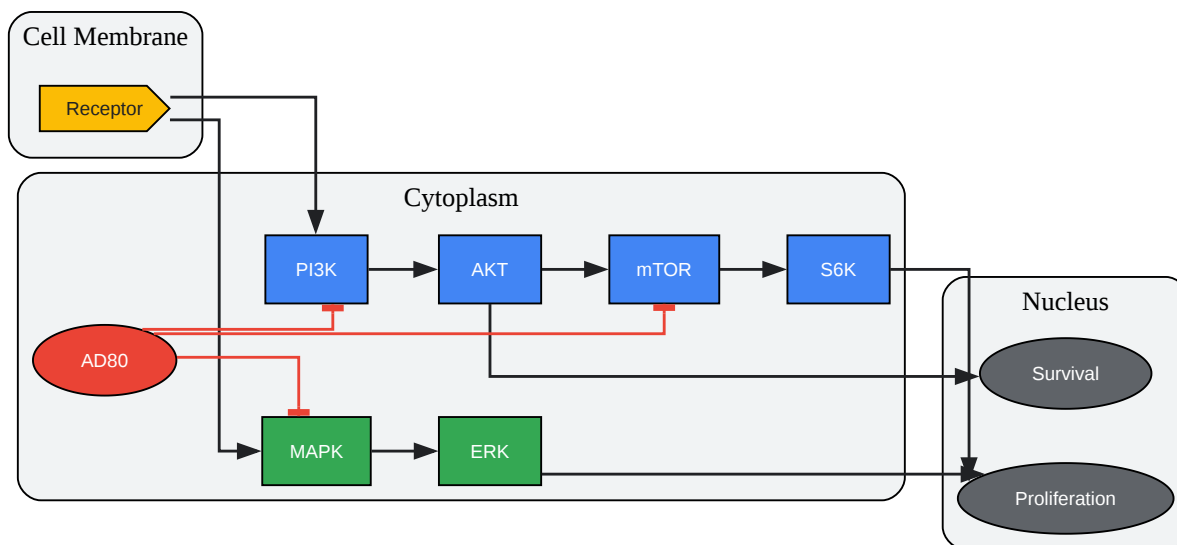 Cell Membrane
Receptor
Cytoplasm
PI3K
AKT
mTOR
S6K
Nucleus
AD80
Survival
MAPK
ERK
Proliferation